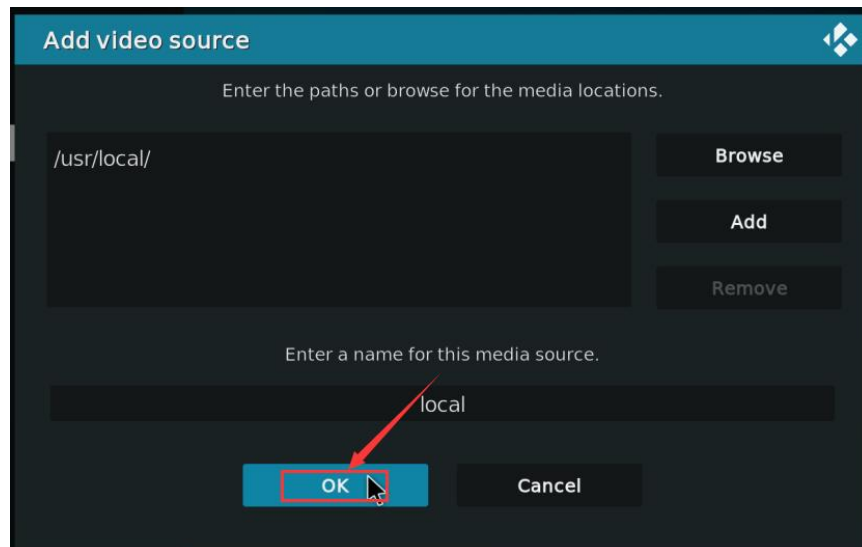 Add video source
Enter the paths or browse for the media locations.
/usr/local/
Browse
Add
Remove
Enter a name for this media source.
local
OK
Cancel